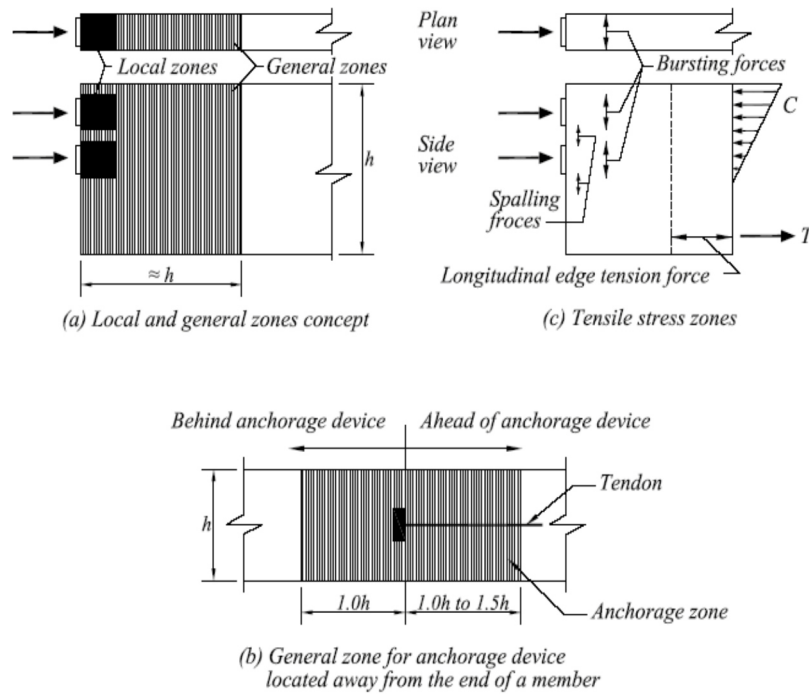 Local zones
General zones
h
≈ h
(a) Local and general zones concept
Plan
view
Bursting forces
C
Side
view
Spalling
froces
T
Longitudinal edge tension force
(c) Tensile stress zones
Behind anchorage device
Ahead of anchorage device
Tendon
h
1.0h
1.0h to 1.5h
Anchorage zone
(b) General zone for anchorage device
located away from the end of a member